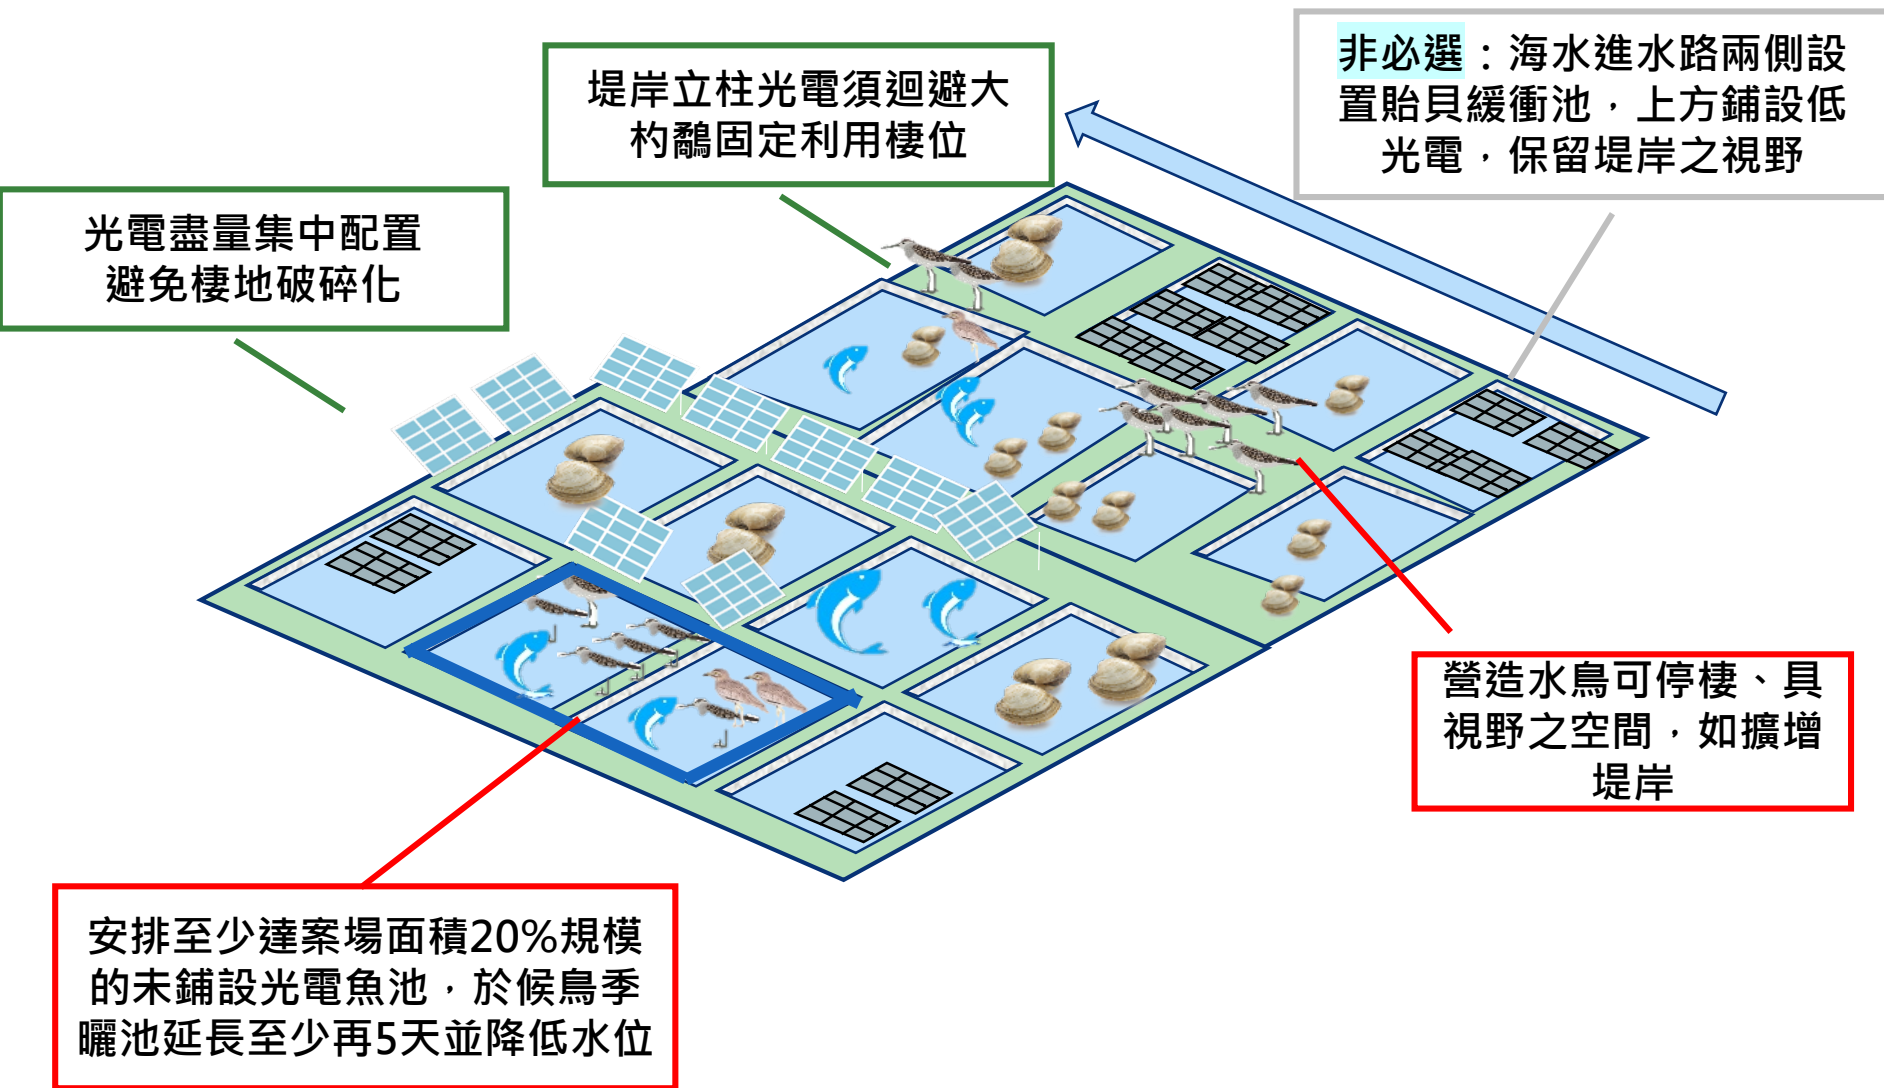 非必選：海水進水路兩側設
置貽貝緩衝池，上方鋪設低
光電，保留堤岸之視野
堤岸立柱光電須迴避大
杓鷸固定利用棲位
光電盡量集中配置
避免棲地破碎化
營造水鳥可停棲、具
視野之空間，如擴增
堤岸
安排至少達案場面積20%規模
的未鋪設光電魚池，於候鳥季
曬池延長至少再5天並降低水位